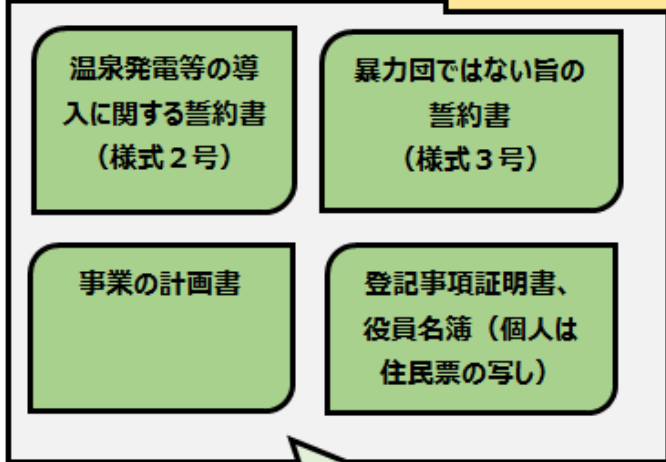 温泉発電等の導
入に関する誓約書
（様式２号）
暴力団ではない旨の
誓約書
（様式３号）
事業の計画書
登記事項証明書、
役員名簿（個人は
住民票の写し）